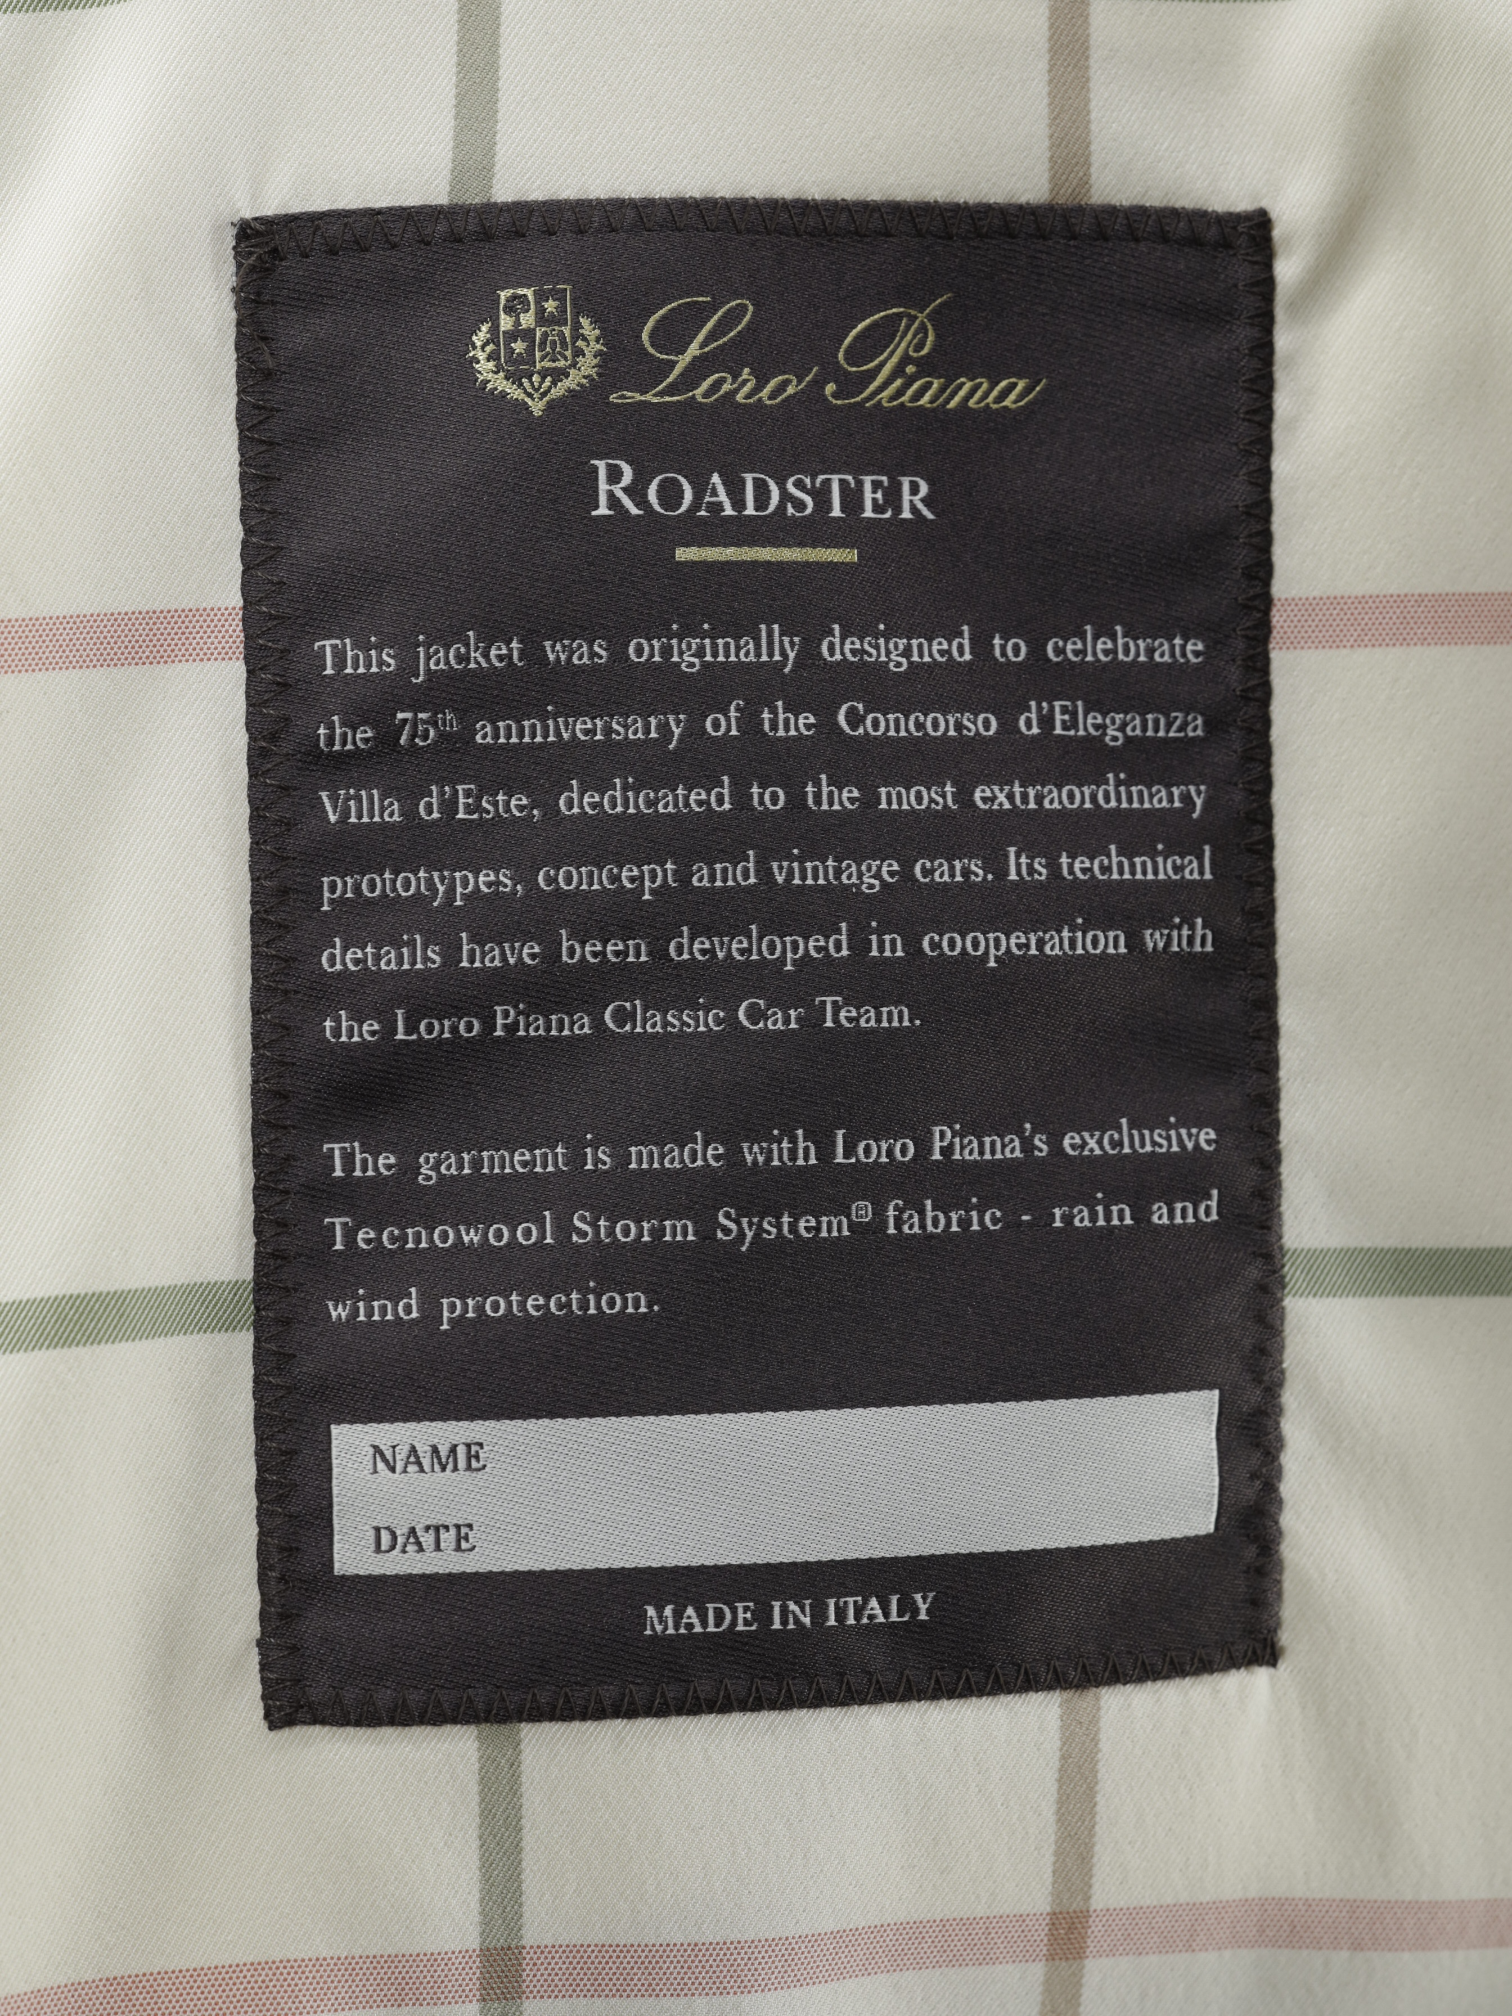 Loro Piana
ROADSTER
This jacket was originally designed to celebrate
the 75th anniversary of the Concorso d'Eleganza
Villa d'Este, dedicated to the most extraordinary
prototypes, concept and vintage cars. Its technical
details have been developed in cooperation with
the Loro Piana Classic Car Team.
The garment is made with Loro Piana's exclusive
Tecnowool Storm System® fabric - rain and
wind protection.
NAME
DATE
MADE IN ITALY